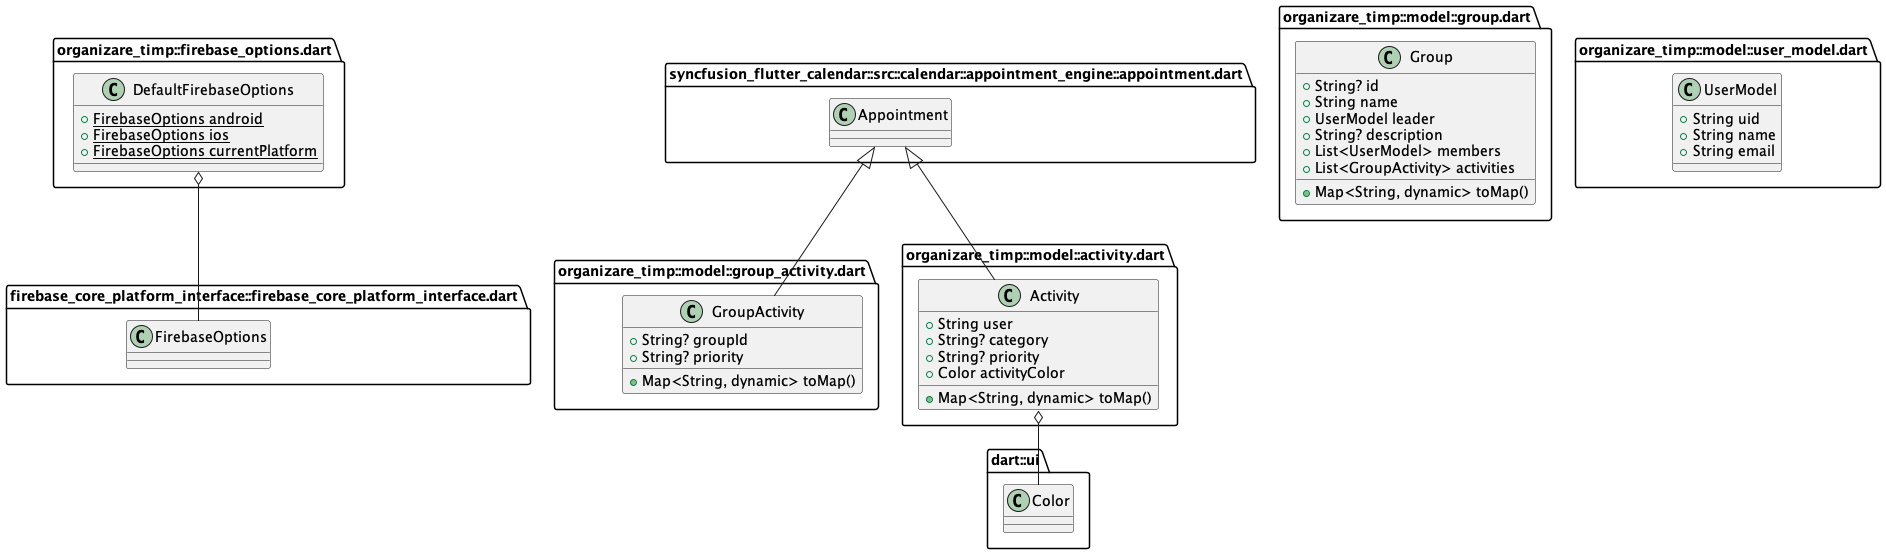 organizare_timp::firebase_options.dart
C DefaultFirebaseOptions
FirebaseOptions android
FirebaseOptions ios
FirebaseOptions currentPlatform
firebase_core_platform_interface::firebase_core_platform_interface.dart
C FirebaseOptions
syncfusion_flutter_calendar::src::calendar::appointment_engine::appointment.dart
C Appointment
organizare_timp::model::group_activity.dart
C GroupActivity
String? groupId
String? priority
Map<String, dynamic> toMap()
organizare_timp::model::activity.dart
C Activity
String user
String? category
String? priority
Color activityColor
Map<String, dynamic> toMap()
dart::ui
C Color
organizare_timp::model::group.dart
C Group
String? id
String name
UserModel leader
String? description
List<UserModel> members
List<GroupActivity> activities
Map<String, dynamic> toMap()
organizare_timp::model::user_model.dart
C UserModel
String uid
String name
String email